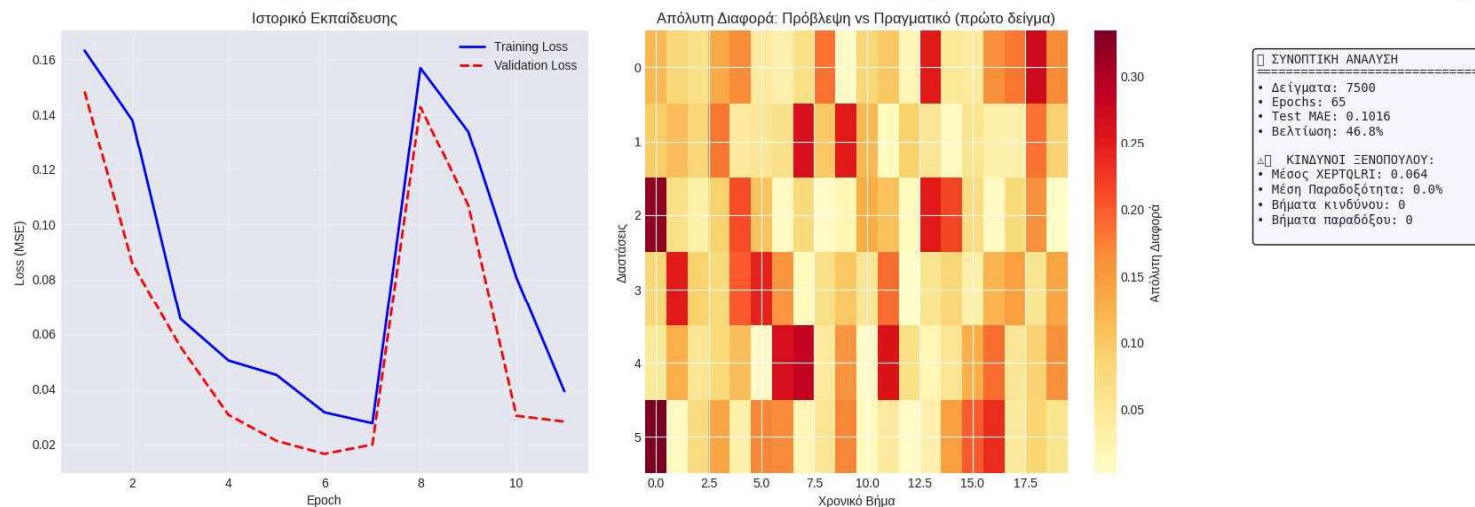 Ιστορικό Εκπαίδευσης
Training Loss
Validation Loss
Loss (MSE)
0.16
0.14
0.12
0.10
0.08
0.06
0.04
0.02
2
4
6
8
10
Epoch
Απόλυτη Διαφορά: Πρόβλεψη vs Πραγματικό (πρώτο δείγμα)
Διαστάσεις
0
1
2
3
4
5
0.0
2.5
5.0
7.5
10.0
12.5
15.0
17.5
Χρονικό Βήμα
0.30
0.25
0.20
0.15
0.10
0.05
Απόλυτη Διαφορά
ΣΥΝΟΠΤΙΚΗ ΑΝΑΛΥΣΗ
• Δείγματα: 7500
• Epochs: 65
• Test MAE: 0.1016
• Βελτίωση: 46.8%
⚠ ΚΙΝΔΥΝΟΙ ΞΕΝΟΠΟΥΛΟΥ:
• Μέσος XEPTQLRI: 0.064
• Μέση Παραδοξότητα: 0.0%
• Βήματα κινδύνου: 0
• Βήματα παραδόξου: 0